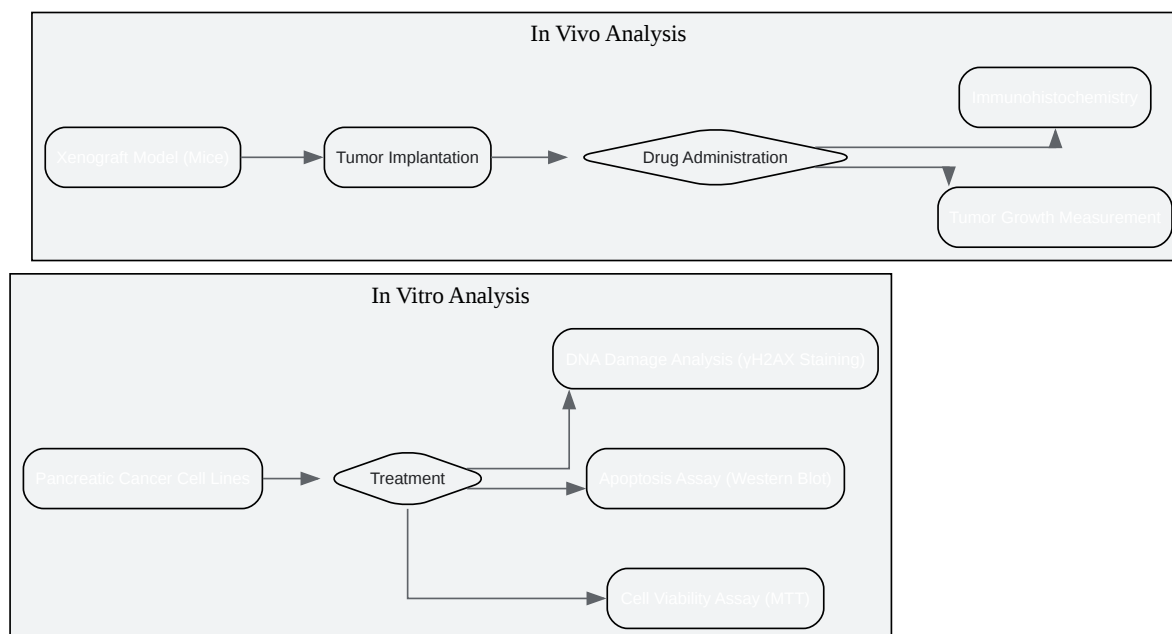 In Vivo Analysis
Immunohistochemistry
Xenograft Model (Mice)
Tumor Implantation
Drug Administration
Tumor Growth Measurement
In Vitro Analysis
DNA Damage Analysis (γH2AX Staining)
Pancreatic Cancer Cell Lines
Treatment
Apoptosis Assay (Western Blot)
Cell Viability Assay (MTT)